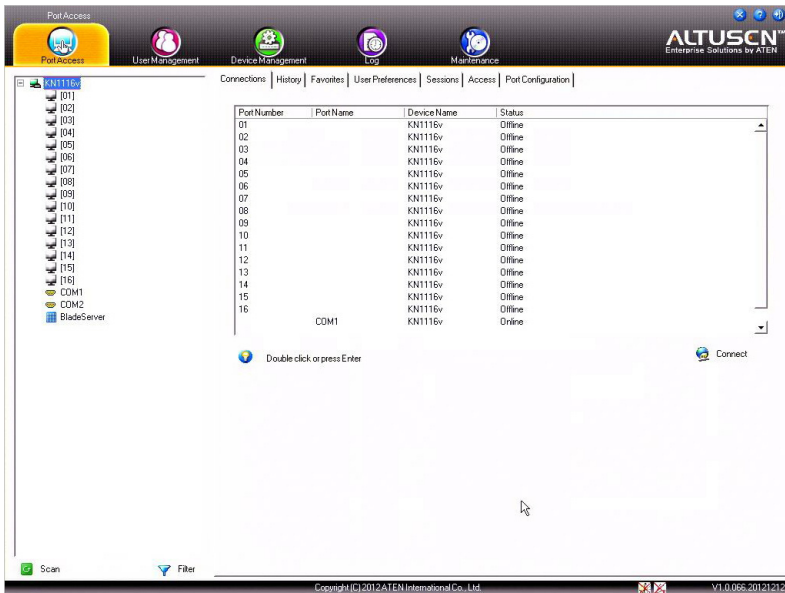 Port Access
ALTUSCN™
Enterprise Solutions by ATEN
Port Access User Management Device Management Log Maintenance
Connections History Favorites User Preferences Sessions Access Port Configuration
KN1116v
[01]
[02]
[03]
[04]
[05]
[06]
[07]
[08]
[09]
[10]
[11]
[12]
[13]
[14]
[15]
[16]
COM1
COM2
BladeServer
Port Number Port Name Device Name Status
01 KN1116v Offline
02 KN1116v Offline
03 KN1116v Offline
04 KN1116v Offline
05 KN1116v Offline
06 KN1116v Offline
07 KN1116v Offline
08 KN1116v Offline
09 KN1116v Offline
10 KN1116v Offline
11 KN1116v Offline
12 KN1116v Offline
13 KN1116v Offline
14 KN1116v Offline
15 KN1116v Offline
16 KN1116v Offline
COM1 KN1116v Online
Double click or press Enter
Connect
Scan Filter
Copyright (C) 2012 ATEN International Co., Ltd. V1.0.066.20121212